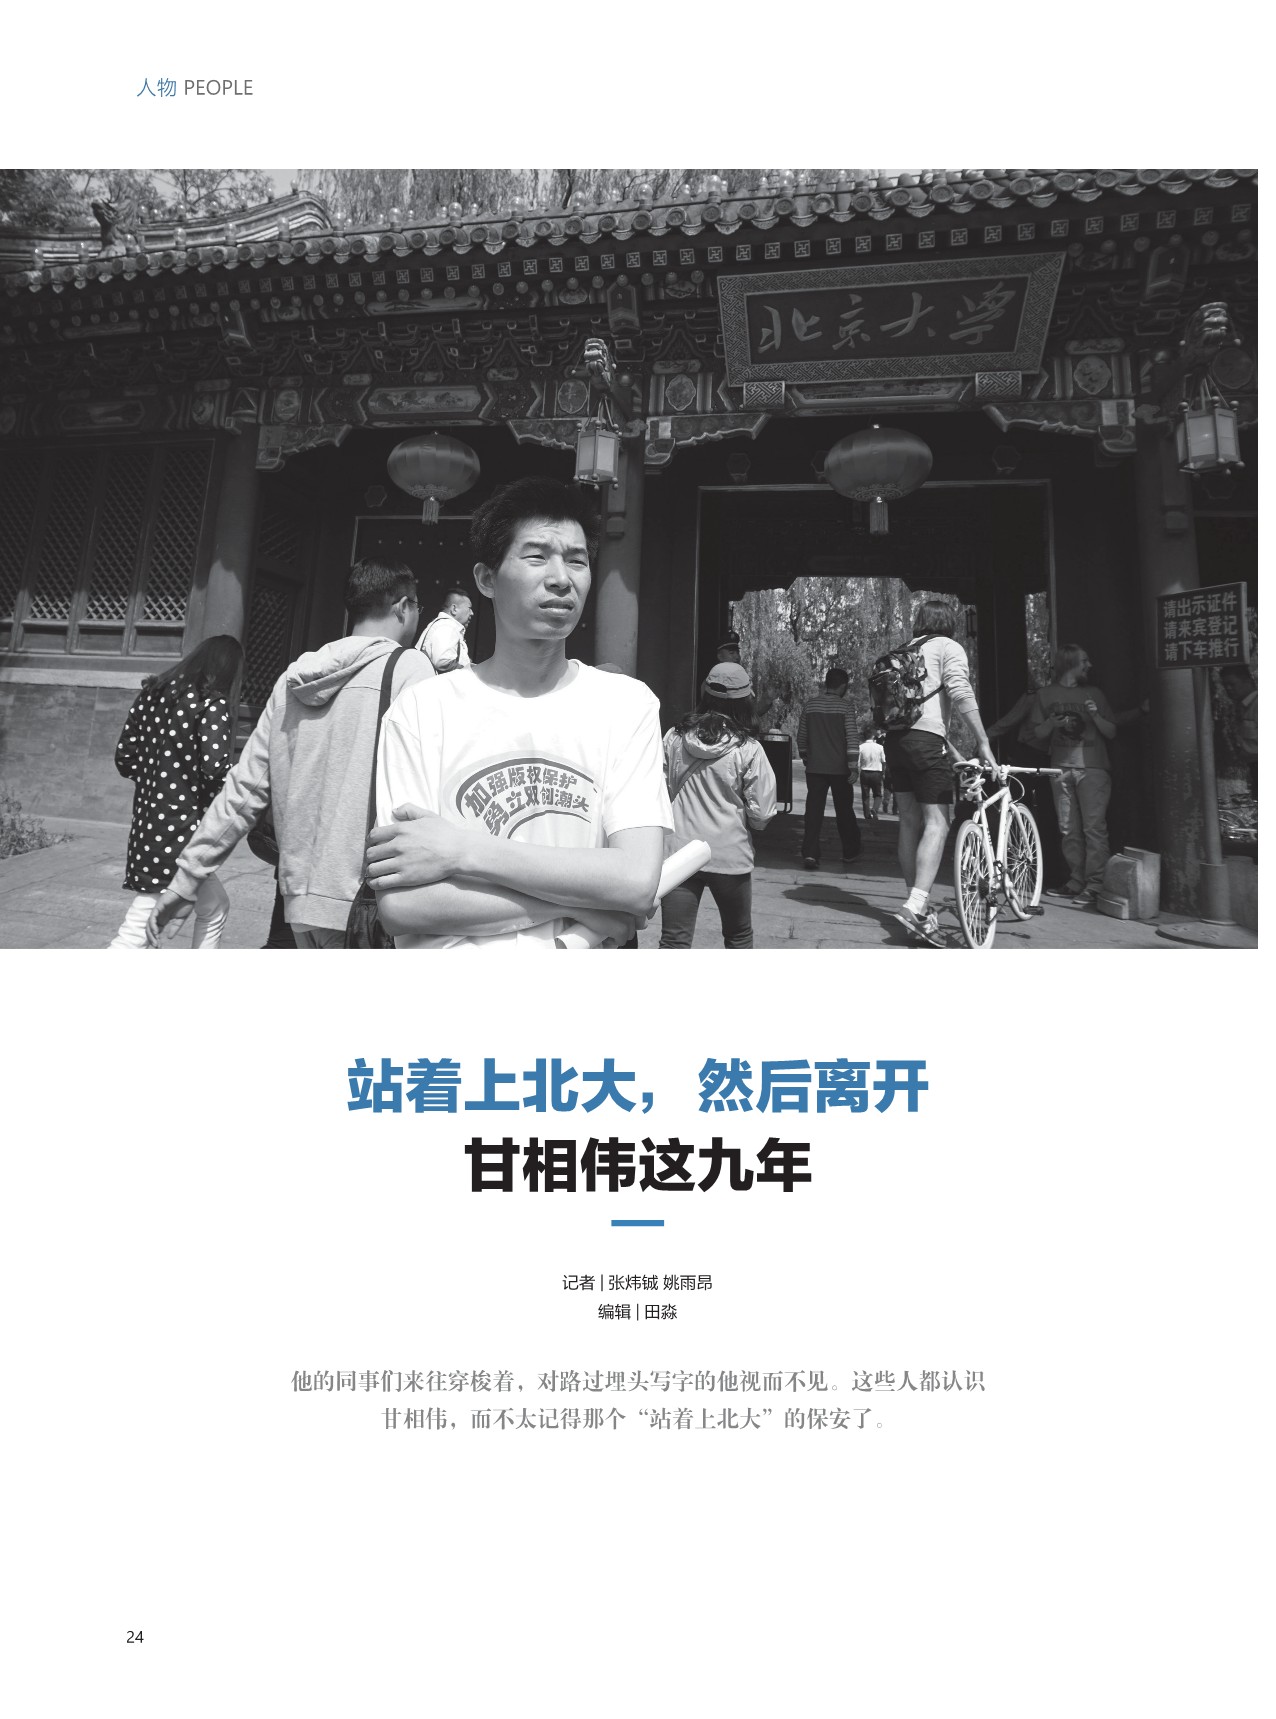 人物 PEOPLE
北京大学
请出示证件
请来宾登记
请下车推行
加强版权保护
勇立双创潮头
站着上北大，然后离开
甘相伟这九年
记者 | 张炜铖 姚雨昂
编辑 | 田淼
他的同事们来往穿梭着，对路过埋头写字的他视而不见。这些人都认识
甘相伟，而不太记得那个“站着上北大”的保安了。
24